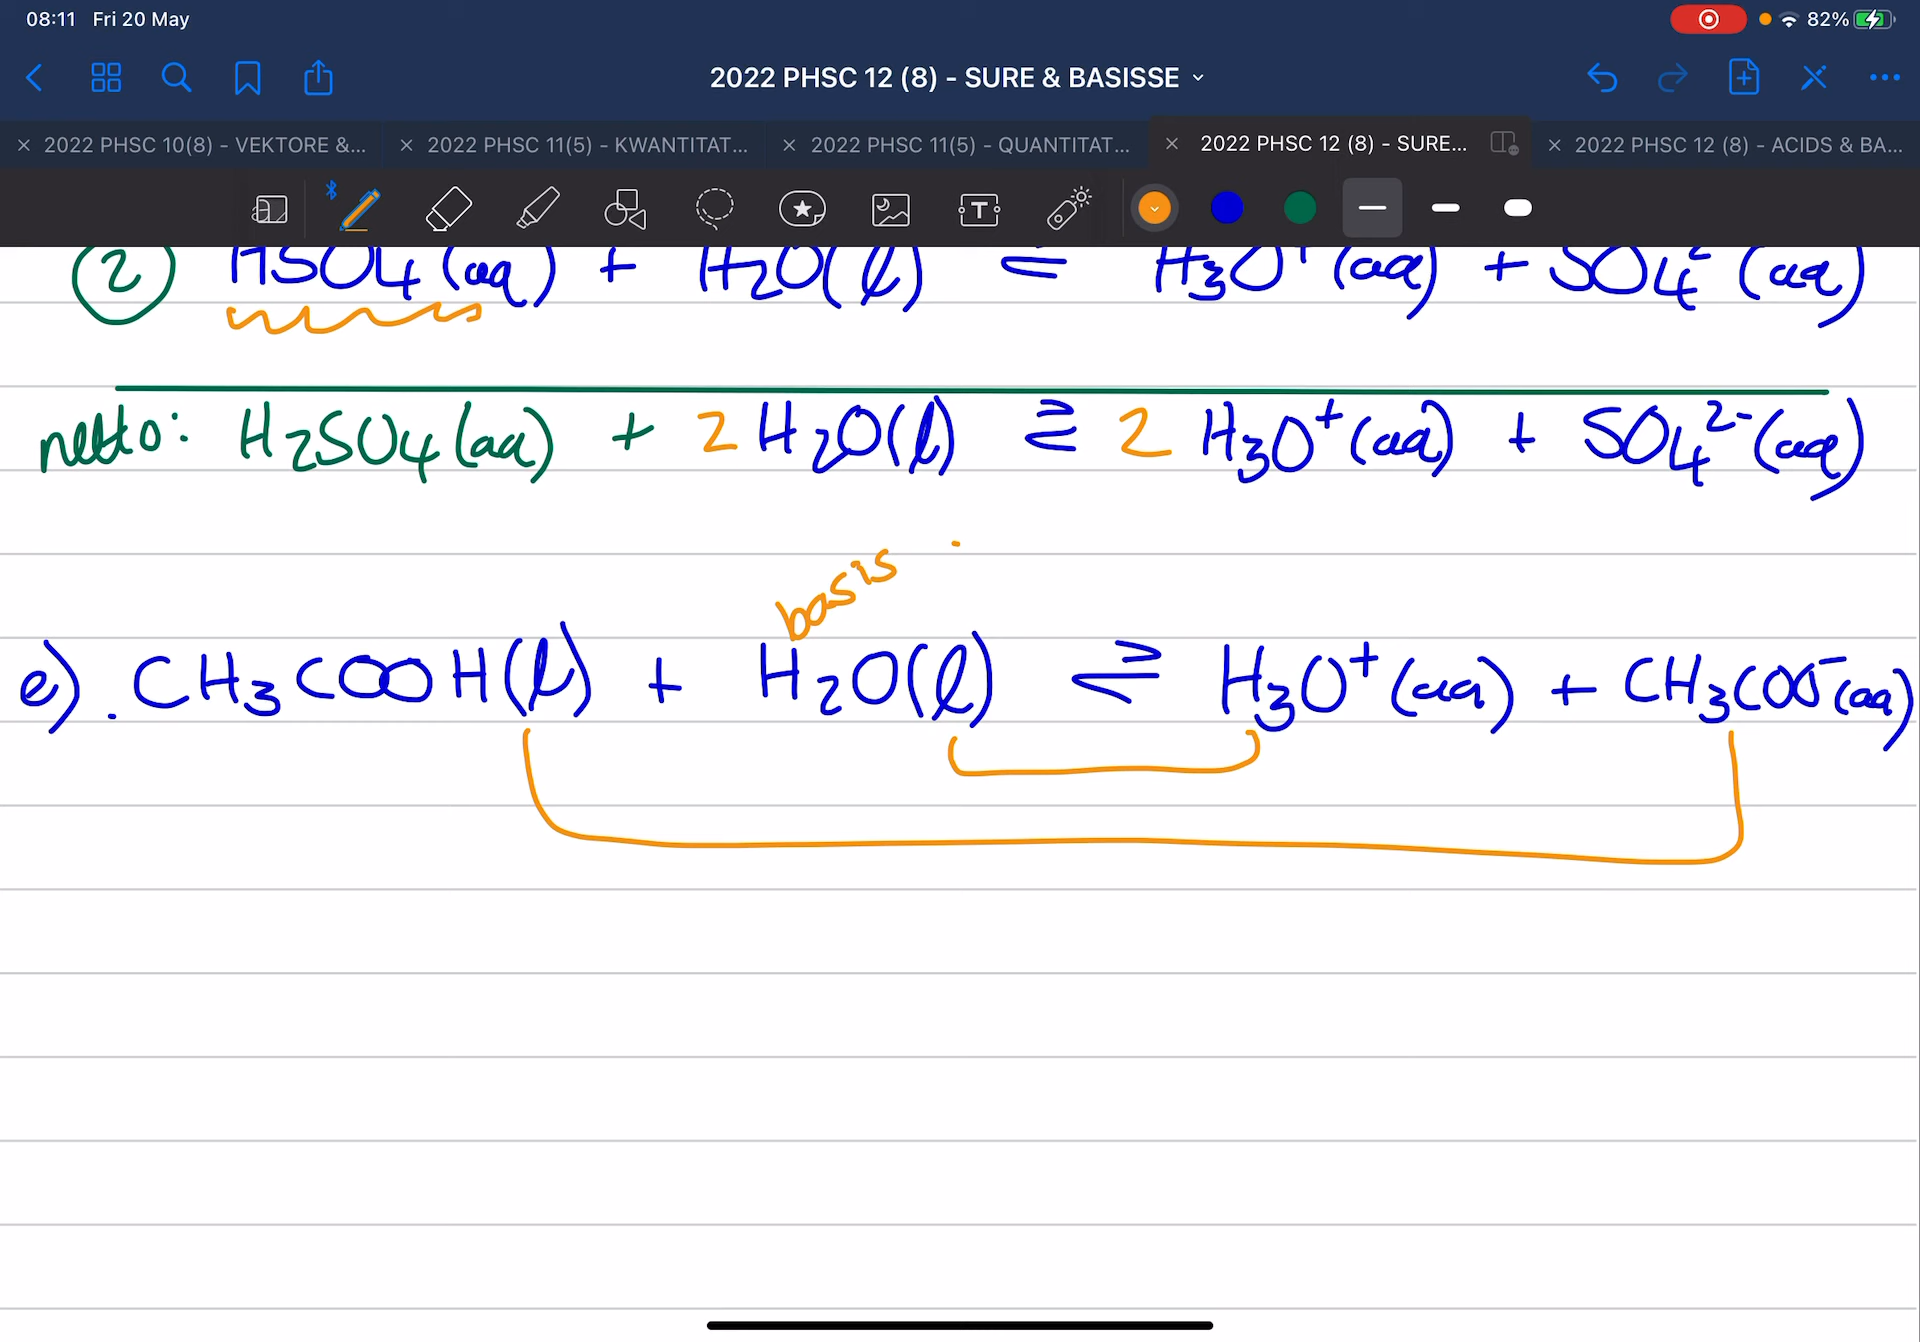 08:11 Fri 20 May 82%
2022 PHSC 12 (8) - SURE & BASISSE
2022 PHSC 10(8) - VEKTORE &... 2022 PHSC 11(5) - KWANTITAT... 2022 PHSC 11(5) - QUANTITAT... 2022 PHSC 12 (8) - SURE... 2022 PHSC 12 (8) - ACIDS & BA...
T
2 HSO4 (aq) + H2O(l) ⇌ H3O⁺(aq) + SO4²⁻(aq)
netto: H2SO4(aq) + 2 H2O(l) ⇌ 2 H3O⁺(aq) + SO4²⁻(aq)
basis
e). CH3COOH(l) + H2O(l) ⇌ H3O⁺(aq) + CH3COO⁻(aq)